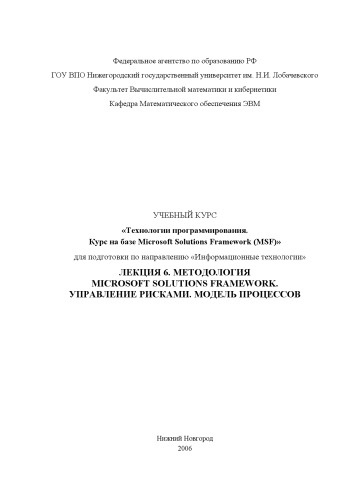 Федеральное агентство по образованию РФ
ГОУ ВПО Нижегородский государственный университет им. Н.И. Лобачевского
Факультет Вычислительной математики и кибернетики
Кафедра Математического обеспечения ЭВМ
УЧЕБНЫЙ КУРС
«Технологии программирования.
Курс на базе Microsoft Solutions Framework (MSF)»
для подготовки по направлению «Информационные технологии»
ЛЕКЦИЯ 6. МЕТОДОЛОГИЯ
MICROSOFT SOLUTIONS FRAMEWORK.
УПРАВЛЕНИЕ РИСКАМИ. МОДЕЛЬ ПРОЦЕССОВ
Нижний Новгород
2006